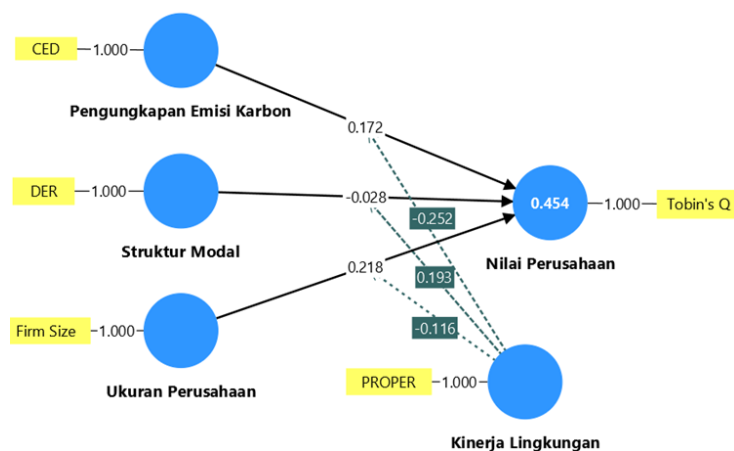 CED
1.000
Pengungkapan Emisi Karbon
0.172
DER
1.000
-0.028
0.454
1.000
Tobin's Q
-0.252
Struktur Modal
Nilai Perusahaan
0.218
0.193
Firm Size
1.000
-0.116
Ukuran Perusahaan
PROPER
1.000
Kinerja Lingkungan